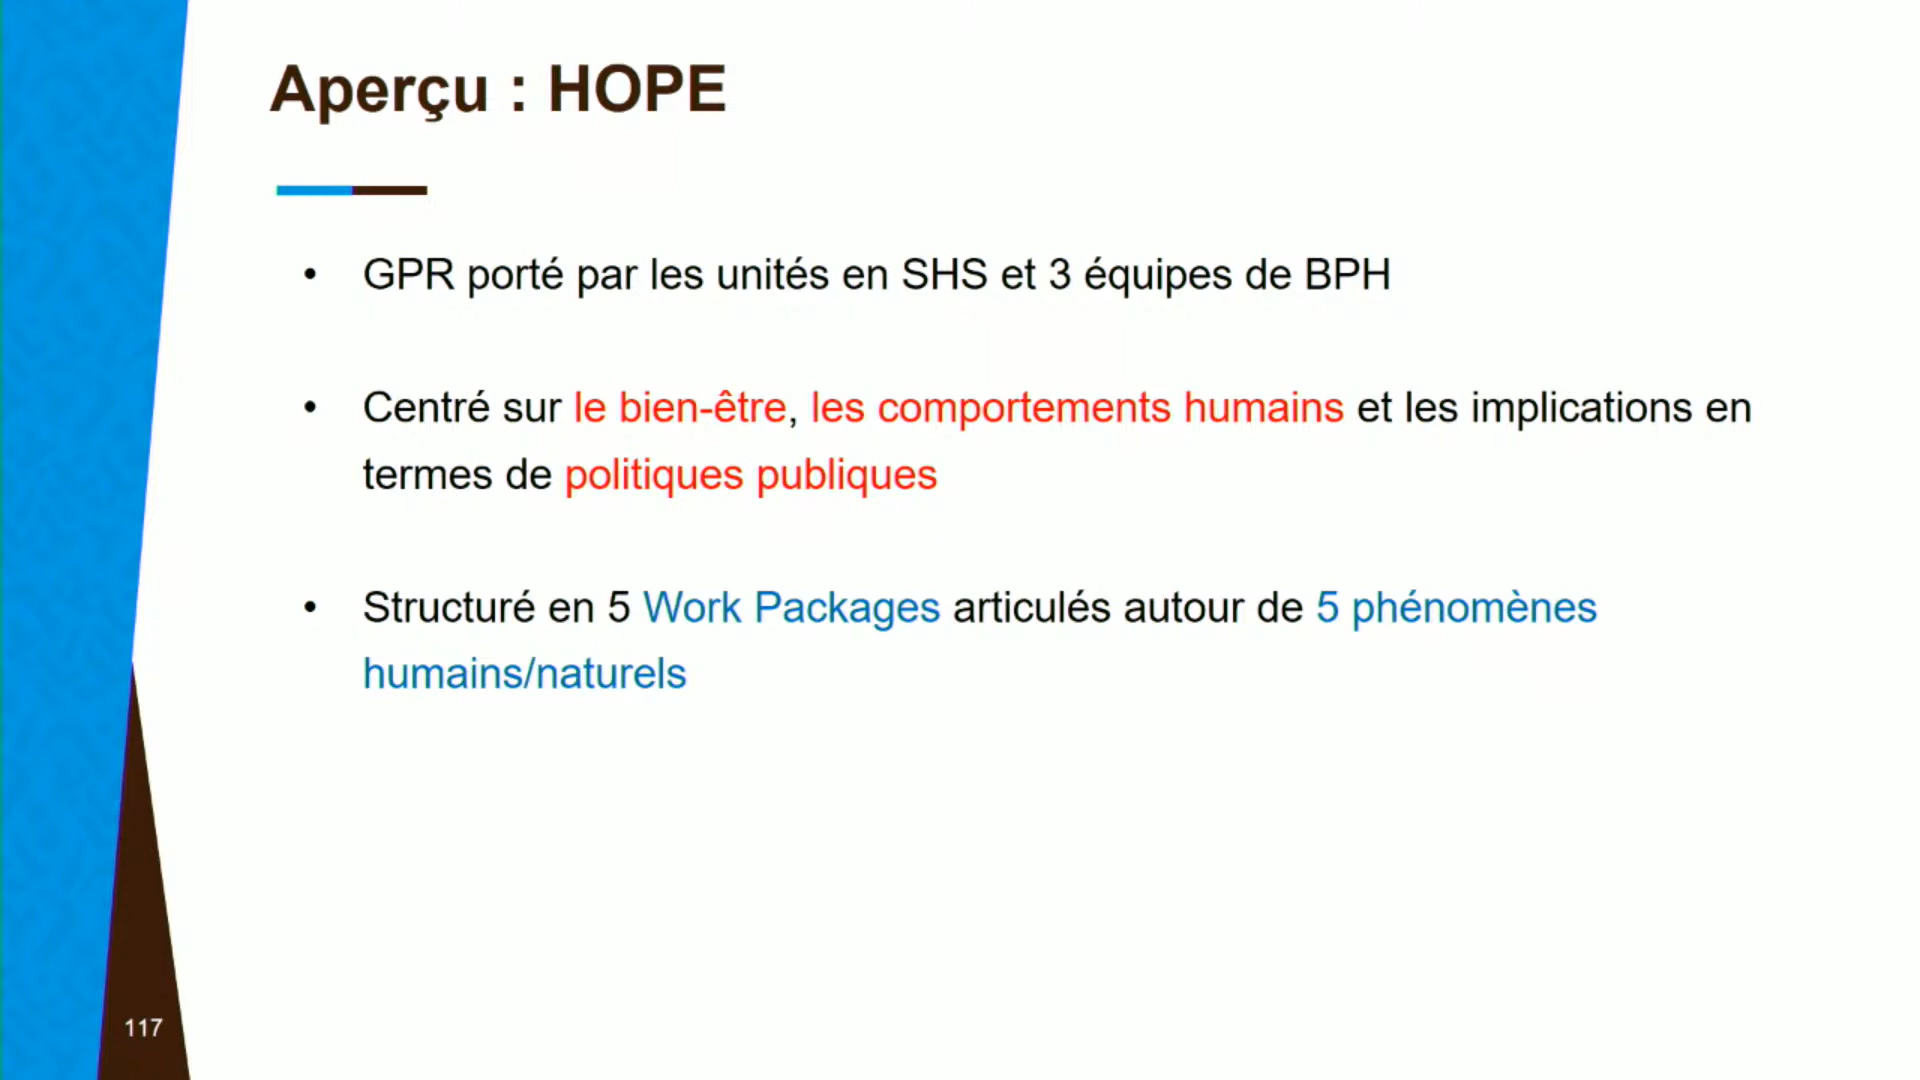 Aperçu : HOPE
• GPR porté par les unités en SHS et 3 équipes de BPH
• Centré sur le bien-être, les comportements humains et les implications en
termes de politiques publiques
• Structuré en 5 Work Packages articulés autour de 5 phénomènes
humains/naturels
117